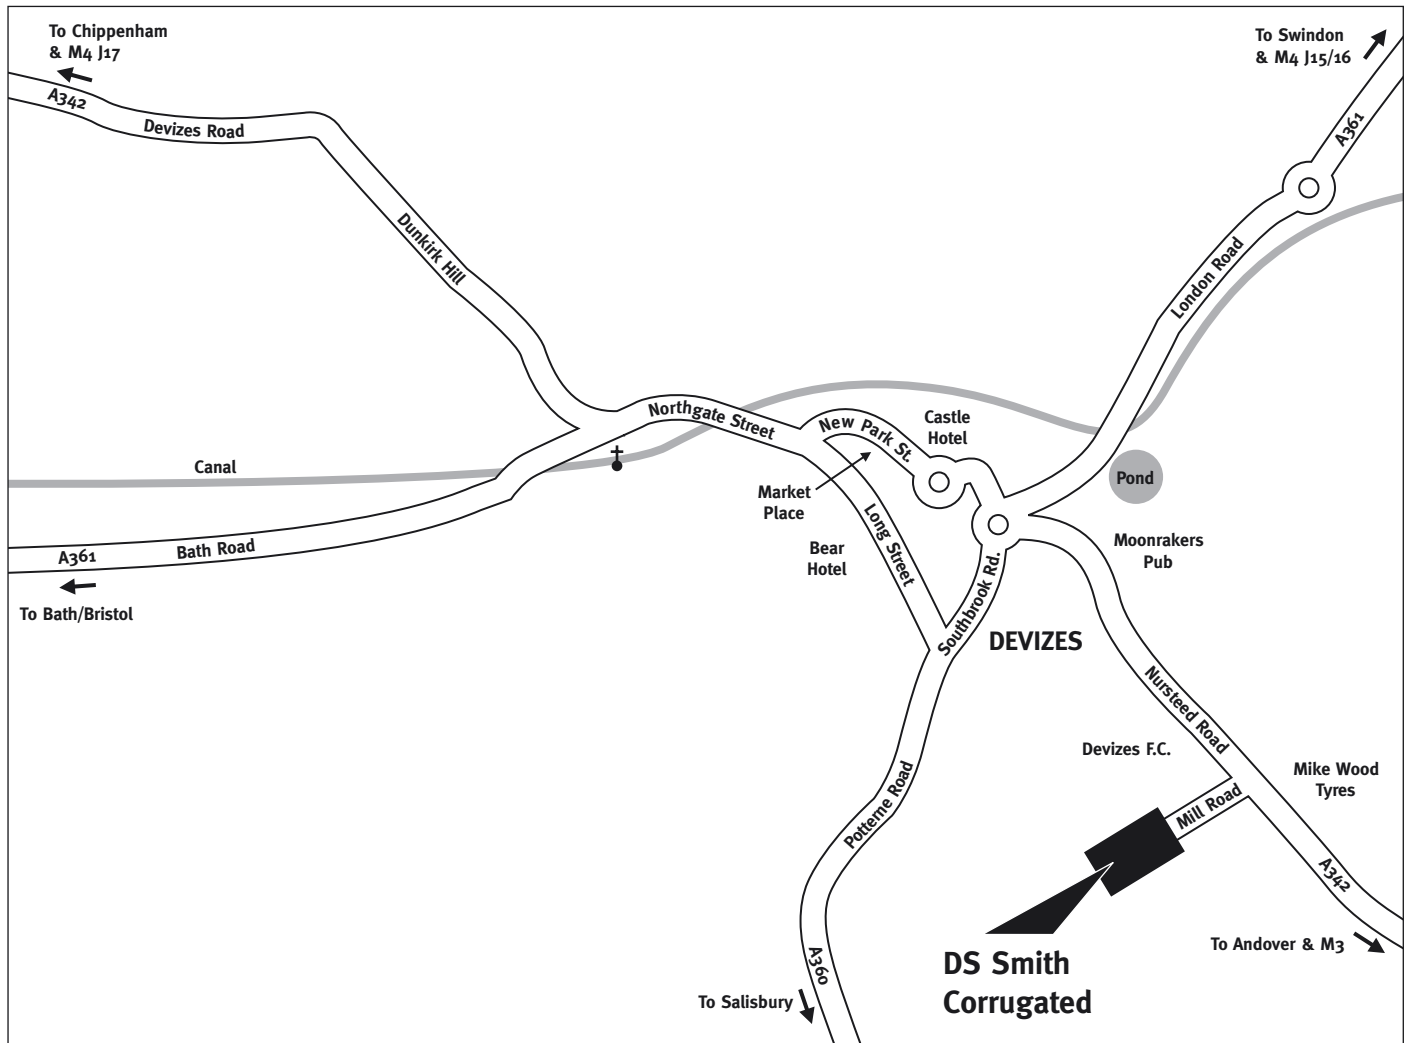 To Chippenham
& M4 J17
To Swindon
& M4 J15/16
A342
Devizes Road
A361
Dunkirk Hill
London Road
Northgate Street
New Park St.
Castle
Hotel
Canal
Pond
Market
Place
Long Street
Bear
Hotel
Moonrakers
Pub
A361
Bath Road
To Bath/Bristol
Southbrook Rd.
DEVIZES
Nursteed Road
Devizes F.C.
Mike Wood
Tyres
Potterne Road
Mill Road
A342
To Andover & M3
DS Smith
Corrugated
A360
To Salisbury